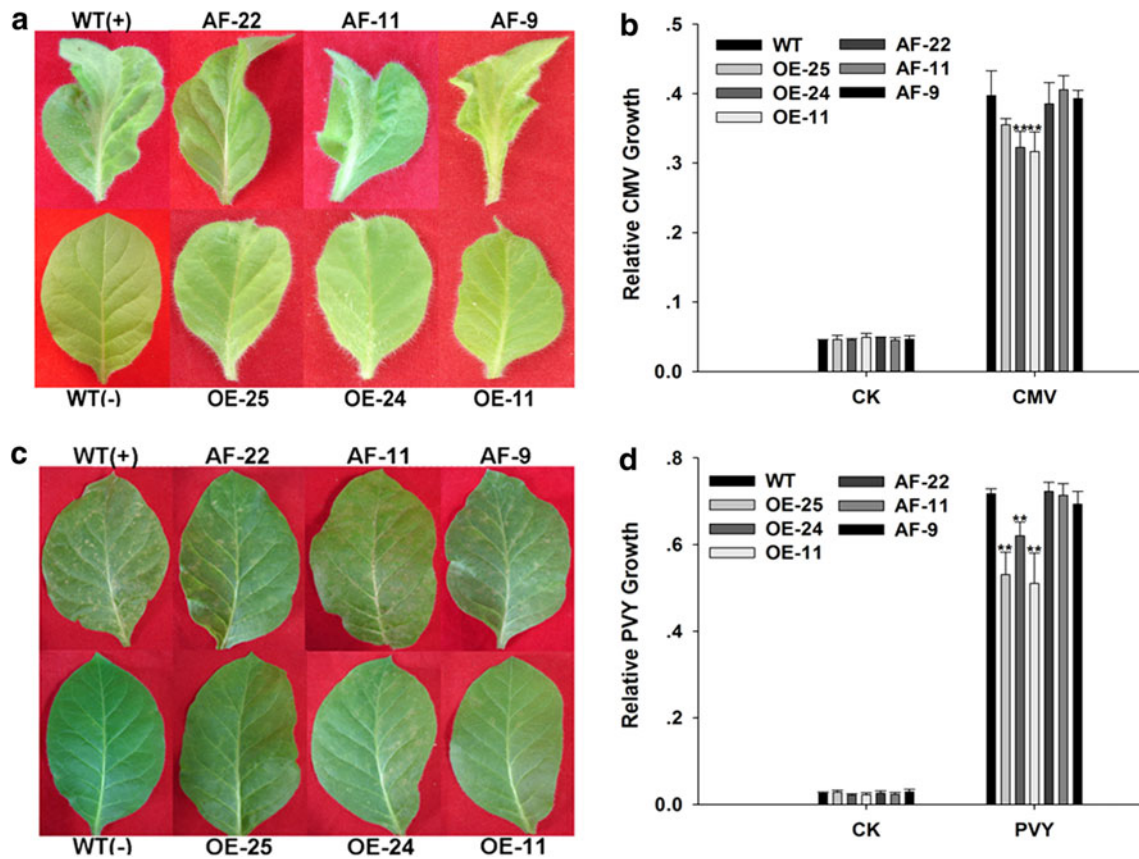 a
WT(+) AF-22 AF-11 AF-9
WT(-) OE-25 OE-24 OE-11
b
Relative CMV Growth
.5
.4
.3
.2
.1
0.0
WT AF-22
OE-25 AF-11
OE-24 AF-9
OE-11
** **
CK CMV
c
WT(+) AF-22 AF-11 AF-9
WT(-) OE-25 OE-24 OE-11
d
Relative PVY Growth
.8
.6
.4
.2
0.0
WT AF-22
OE-25 AF-11
OE-24 AF-9
OE-11
** ** **
CK PVY